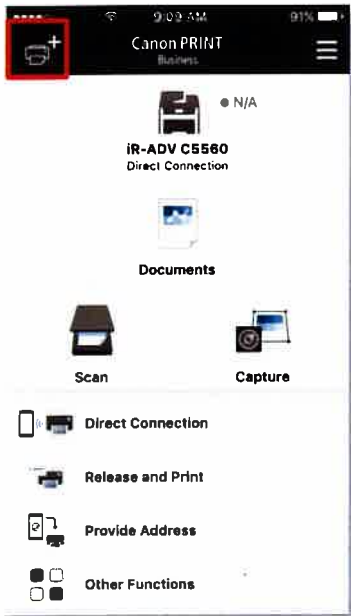 9:09 AM
91%
Canon PRINT
Business
N/A
iR-ADV C5560
Direct Connection
Documents
Scan
Capture
Direct Connection
Release and Print
Provide Address
Other Functions